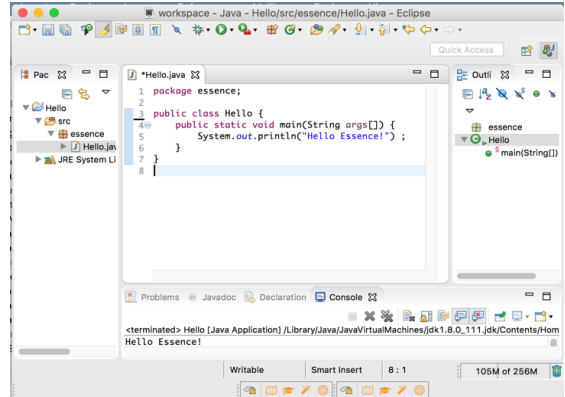 workspace - Java - Hello/src/essence/Hello.java - Eclipse
Quick Access
Pac
Hello
src
essence
Hello.jav
JRE System Li
*Hello.java
1 package essence;
2
3 public class Hello {
4 public static void main(String args[]) {
5 System.out.println("Hello Essence!") ;
6 }
7 }
8
Outli
essence
Hello
main(String[])
Problems @ Javadoc Declaration Console
<terminated> Hello [Java Application] /Library/Java/JavaVirtualMachines/jdk1.8.0_111.jdk/Contents/Hom
Hello Essence!
Writable Smart Insert 8 : 1 105M of 256M